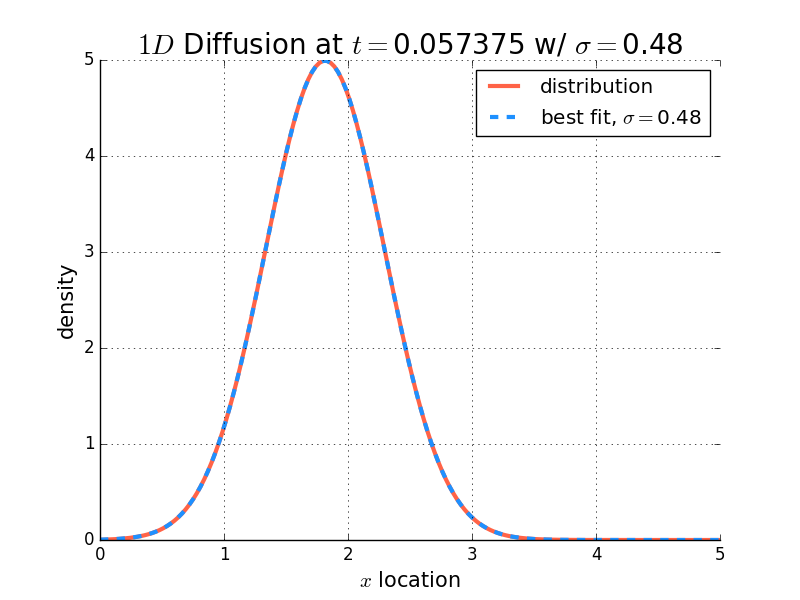 1D Diffusion at t = 0.057375 w/ σ = 0.48
distribution
best fit, σ = 0.48
density
5
4
3
2
1
0
0 1 2 3 4 5
x location